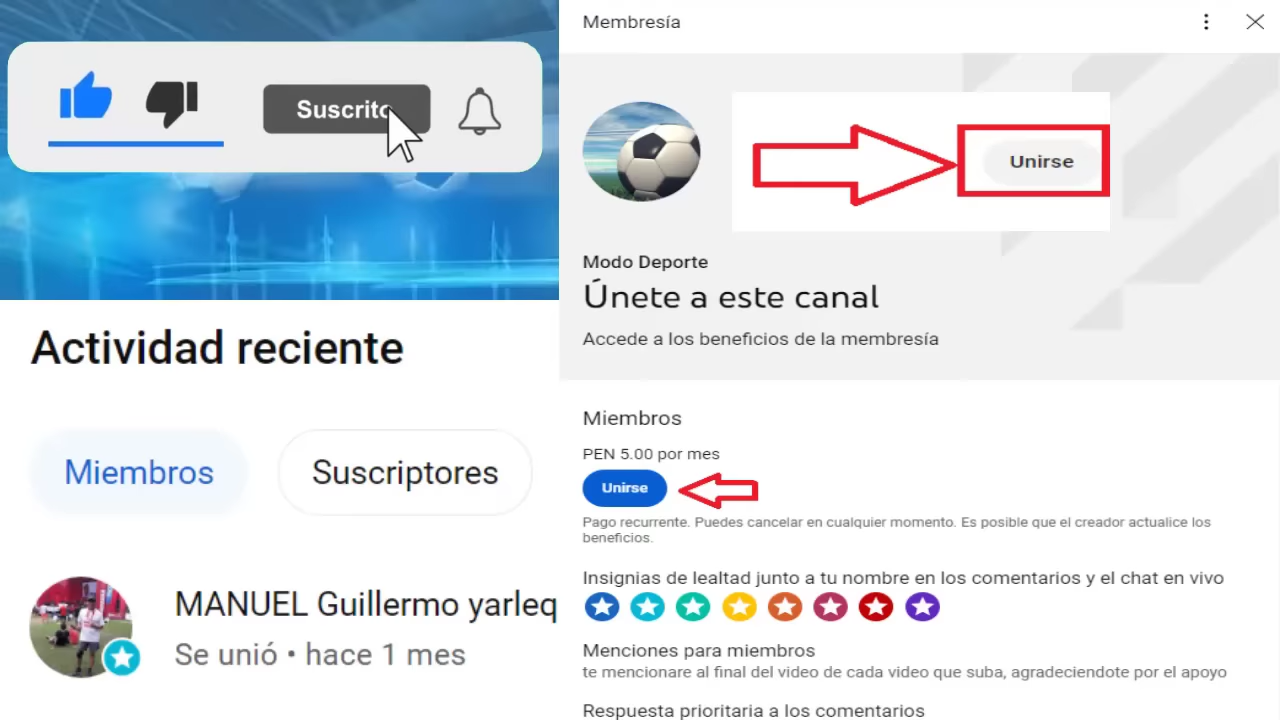 Suscrito
Actividad reciente
Miembros
Suscriptores
MANUEL Guillermo yarleq
Se unió • hace 1 mes
Membresía
Unirse
Modo Deporte
Únete a este canal
Accede a los beneficios de la membresía
Miembros
PEN 5.00 por mes
Unirse
Pago recurrente. Puedes cancelar en cualquier momento. Es posible que el creador actualice los
beneficios.
Insignias de lealtad junto a tu nombre en los comentarios y el chat en vivo
Menciones para miembros
te mencionare al final del video de cada video que suba, agradeciendote por el apoyo
Respuesta prioritaria a los comentarios